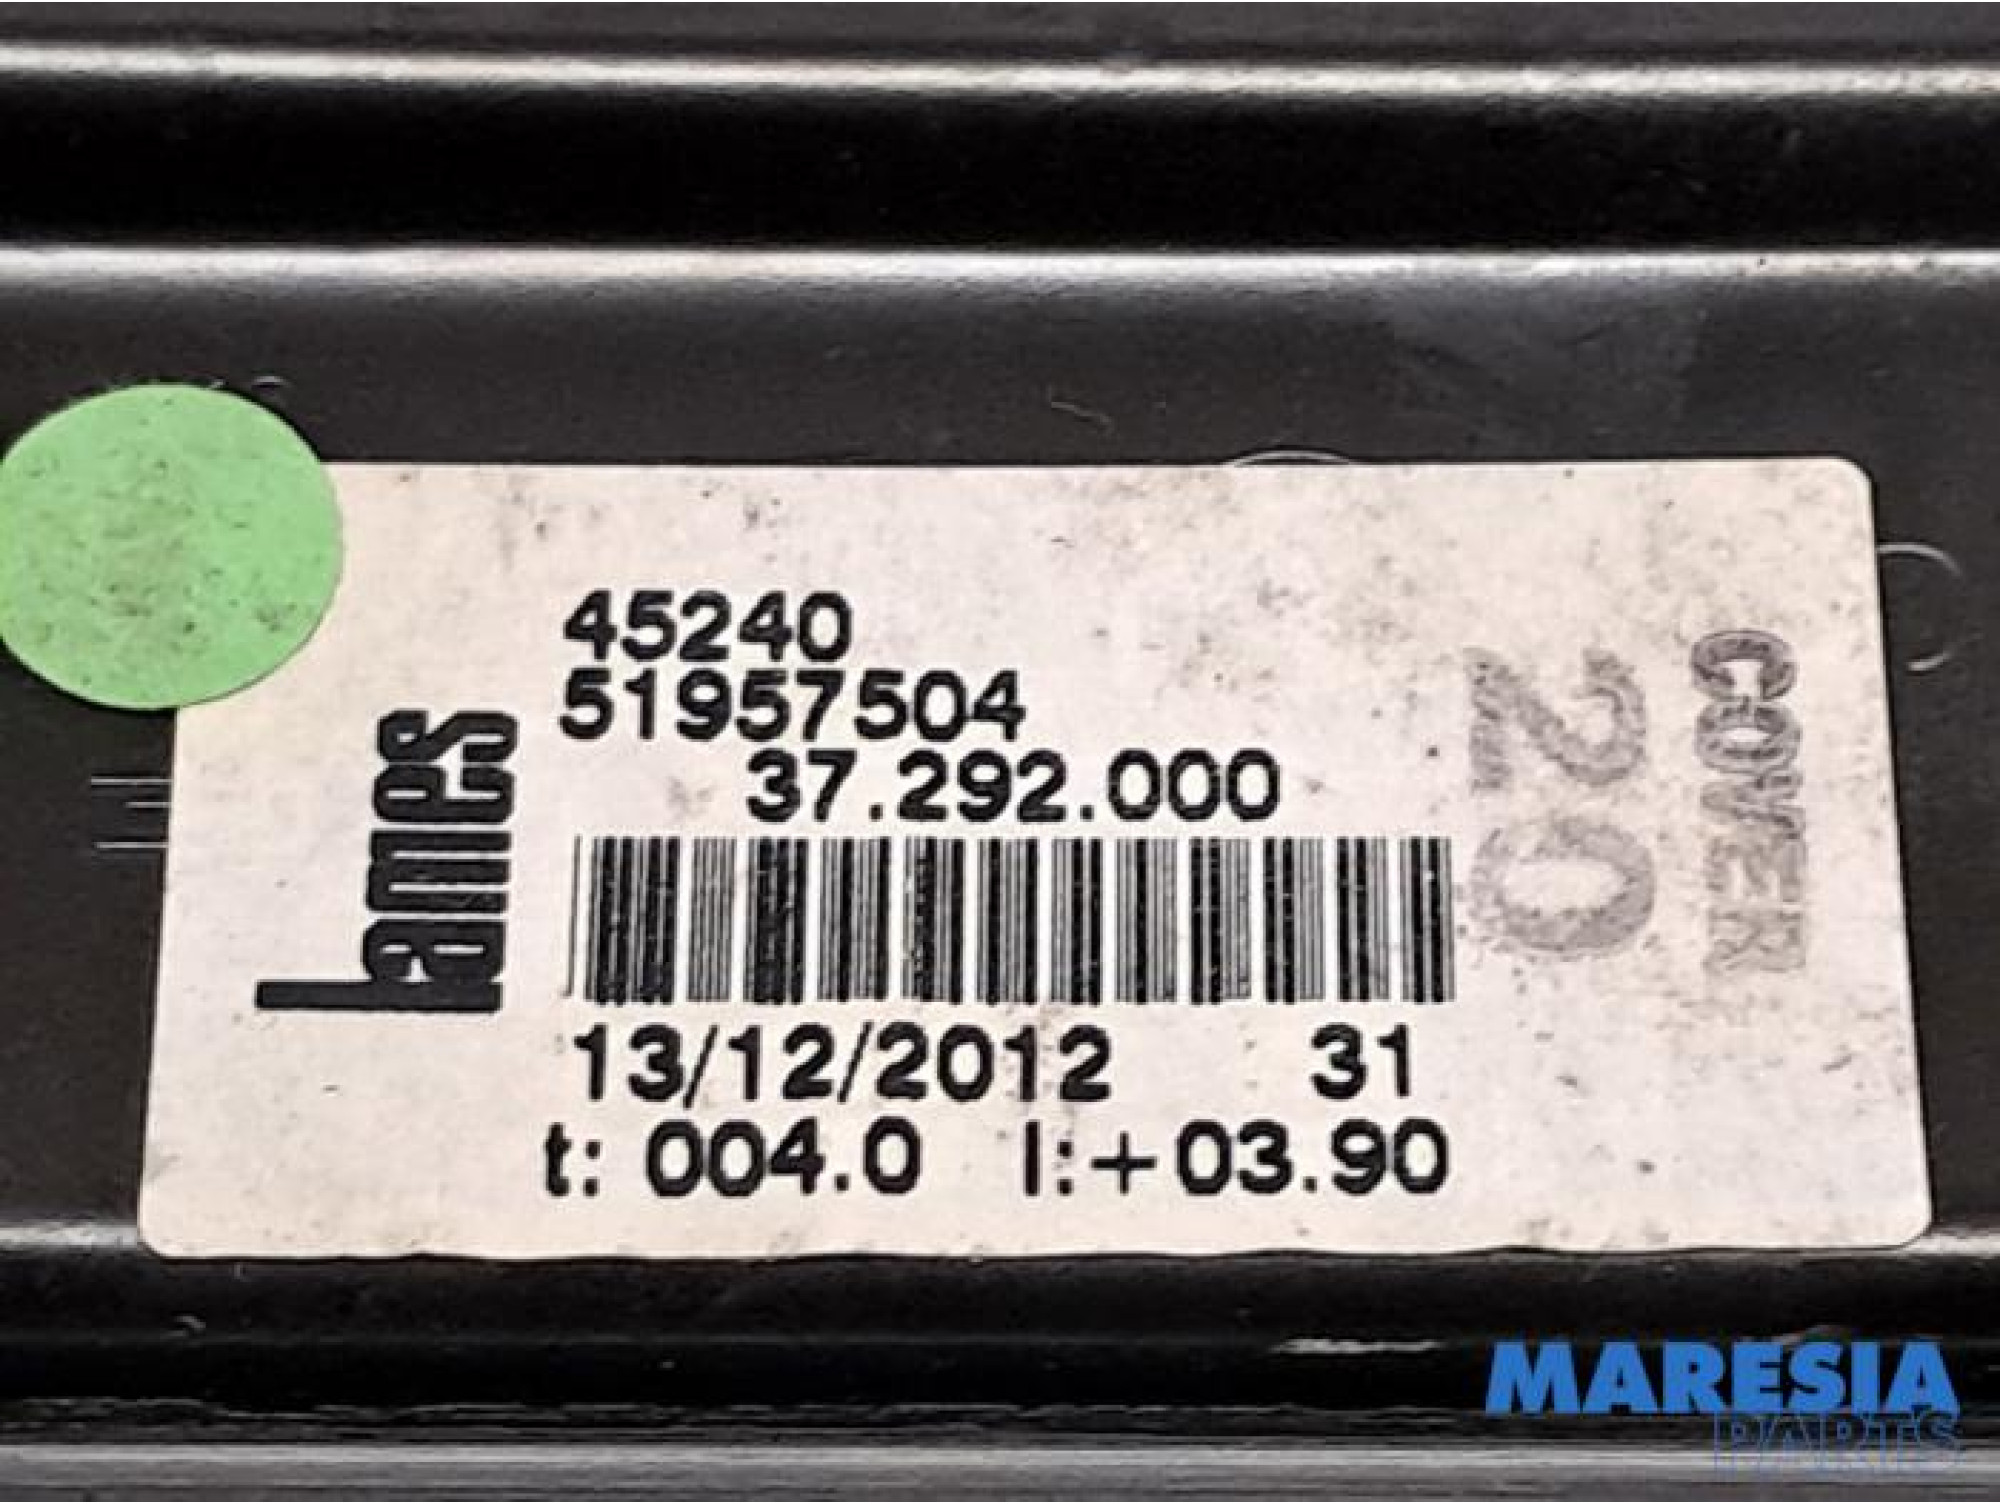 45240
51957504
37.292.000
Lames
13/12/2012 31
t: 004.0 l:+03.90
20
COVER
MARESIA
PARTS